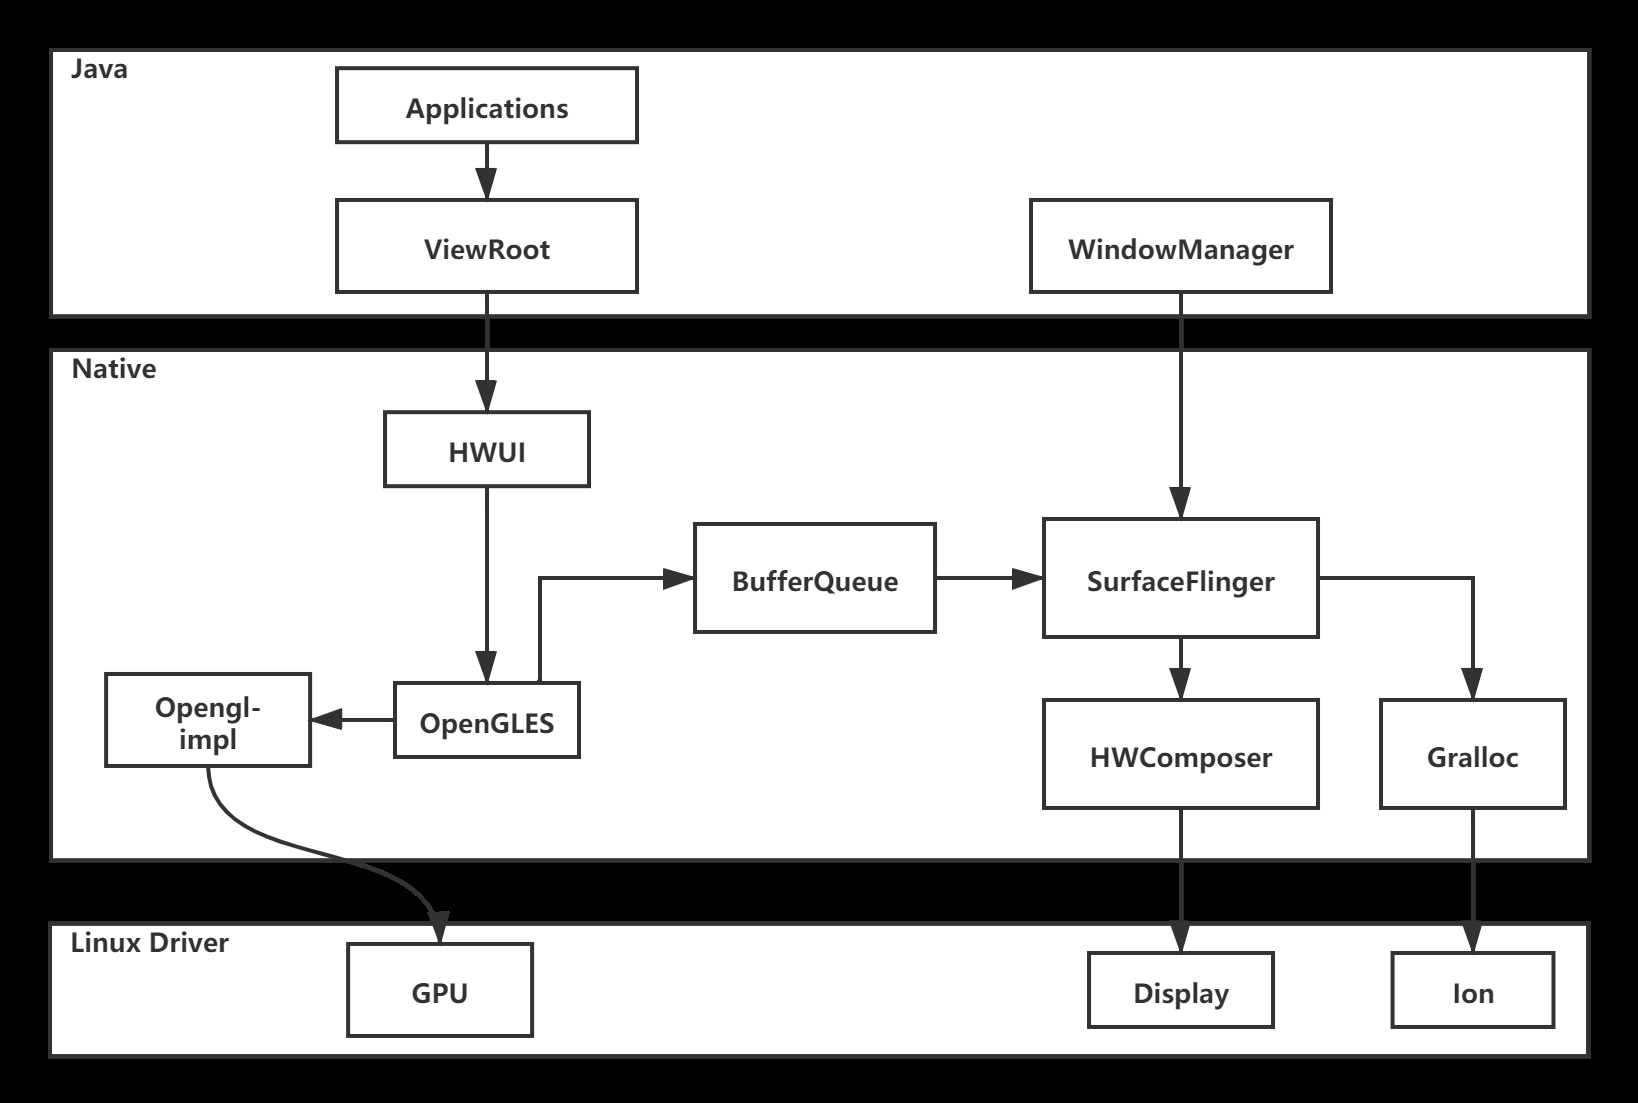 Java
Applications
ViewRoot
WindowManager
Native
HWUI
BufferQueue
SurfaceFlinger
Opengl-
impl
OpenGLES
HWComposer
Gralloc
Linux Driver
GPU
Display
Ion